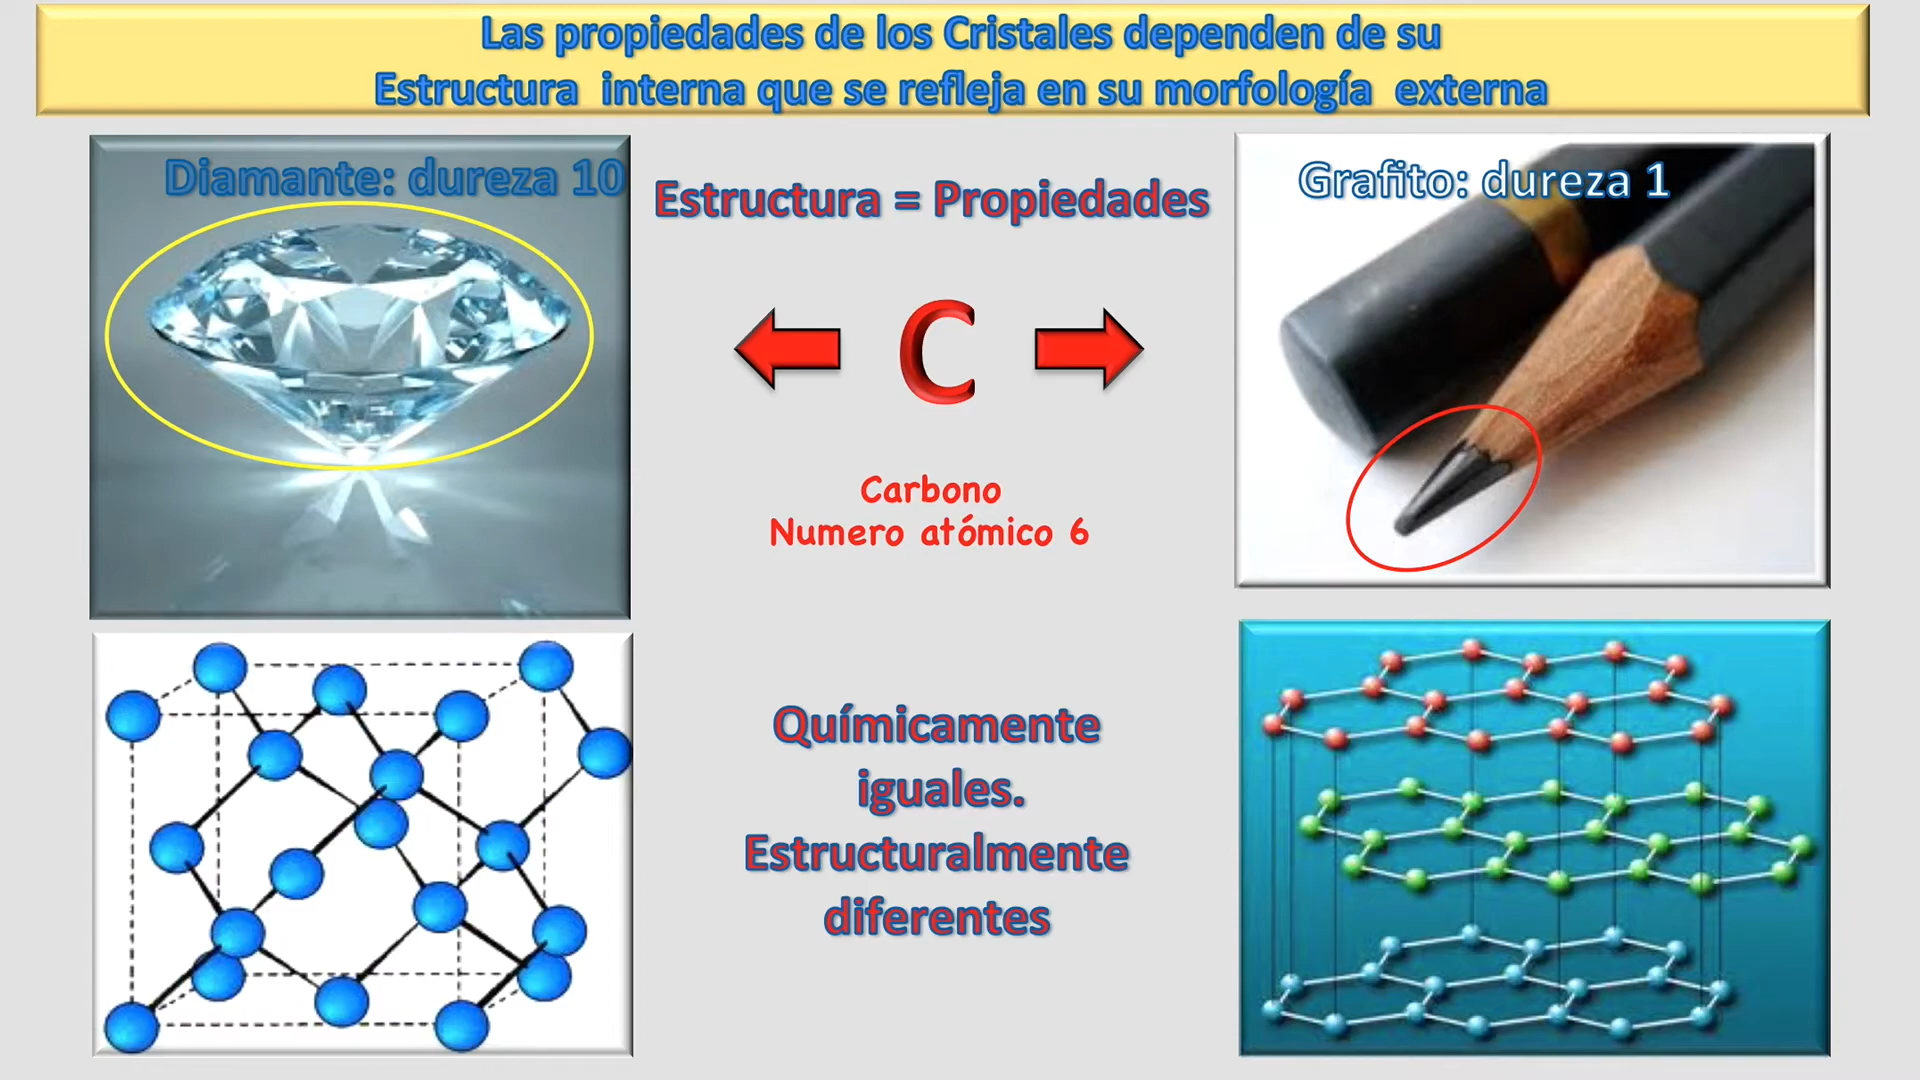 Las propiedades de los Cristales dependen de su
Estructura interna que se refleja en su morfología externa
Diamante: dureza 10
Estructura = Propiedades
Grafito: dureza 1
C
Carbono
Numero atómico 6
Químicamente
iguales.
Estructuralmente
diferentes